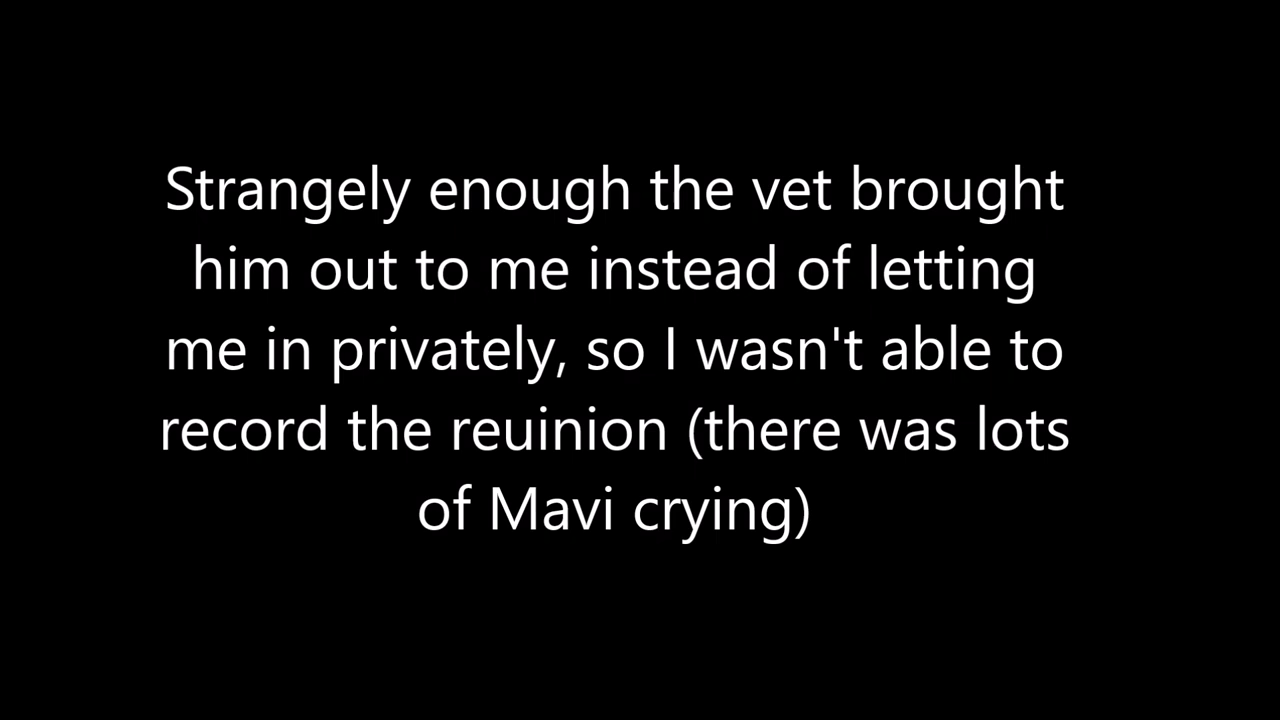 Strangely enough the vet brought
him out to me instead of letting
me in privately, so I wasn't able to
record the reuinion (there was lots
of Mavi crying)